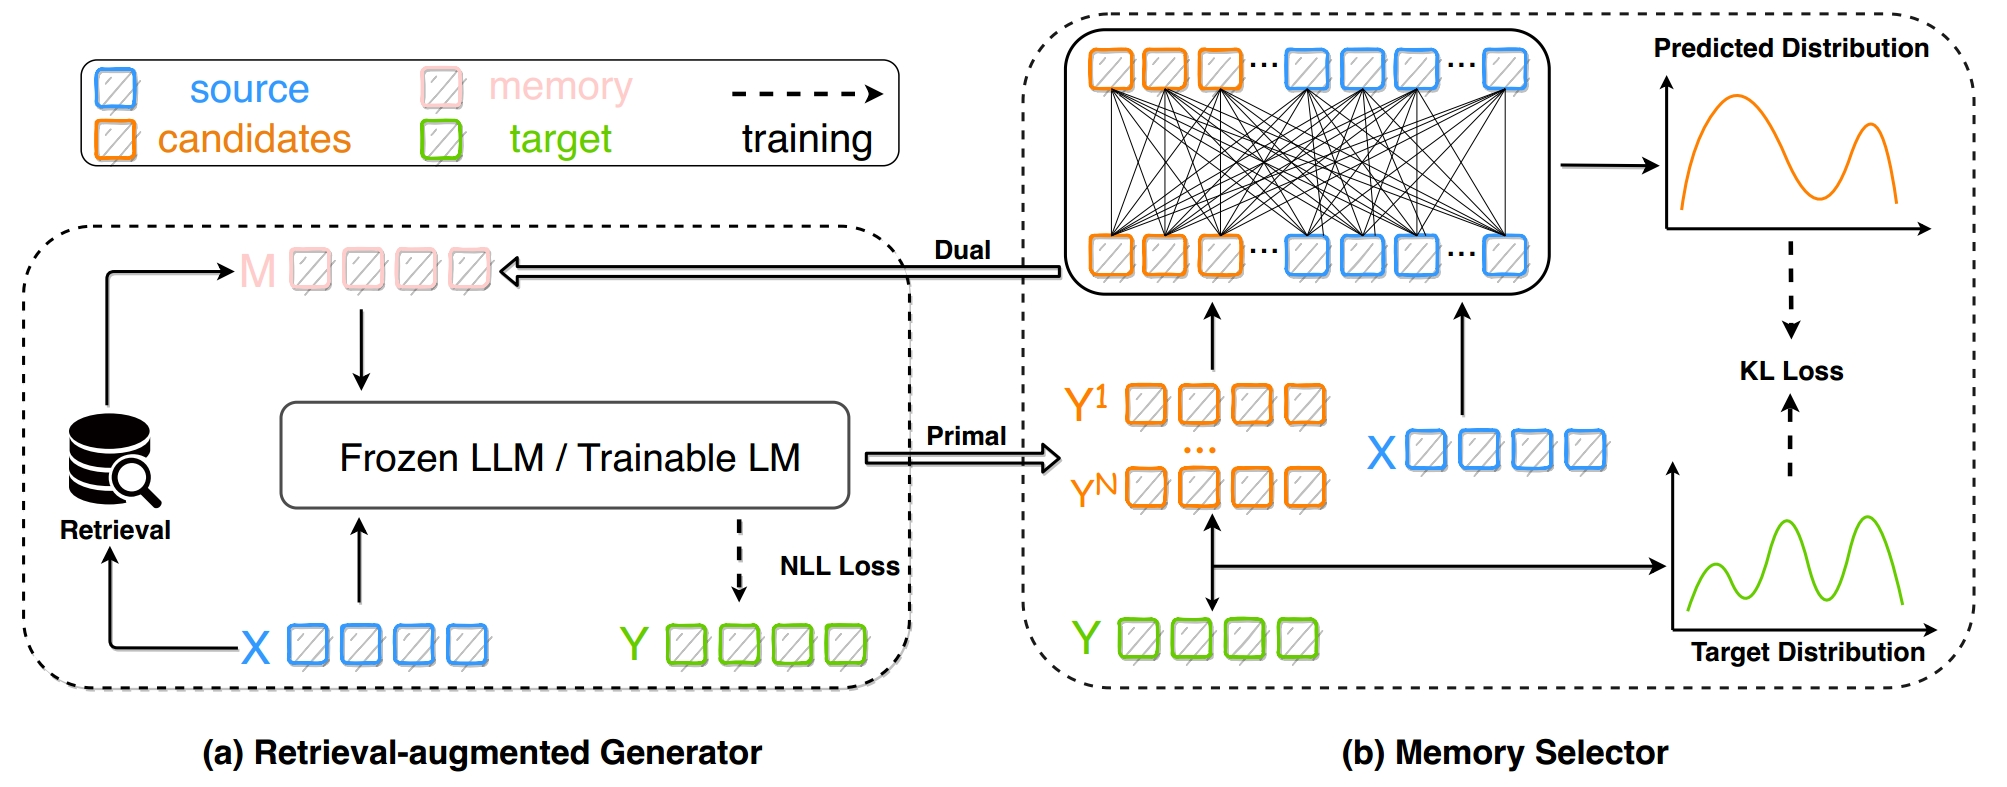 source
memory
candidates
target
training
M
Retrieval
Frozen LLM / Trainable LM
NLL Loss
X
Y
(a) Retrieval-augmented Generator
Dual
Primal
...
...
...
...
Y1
...
YN
X
Y
Predicted Distribution
KL Loss
Target Distribution
(b) Memory Selector